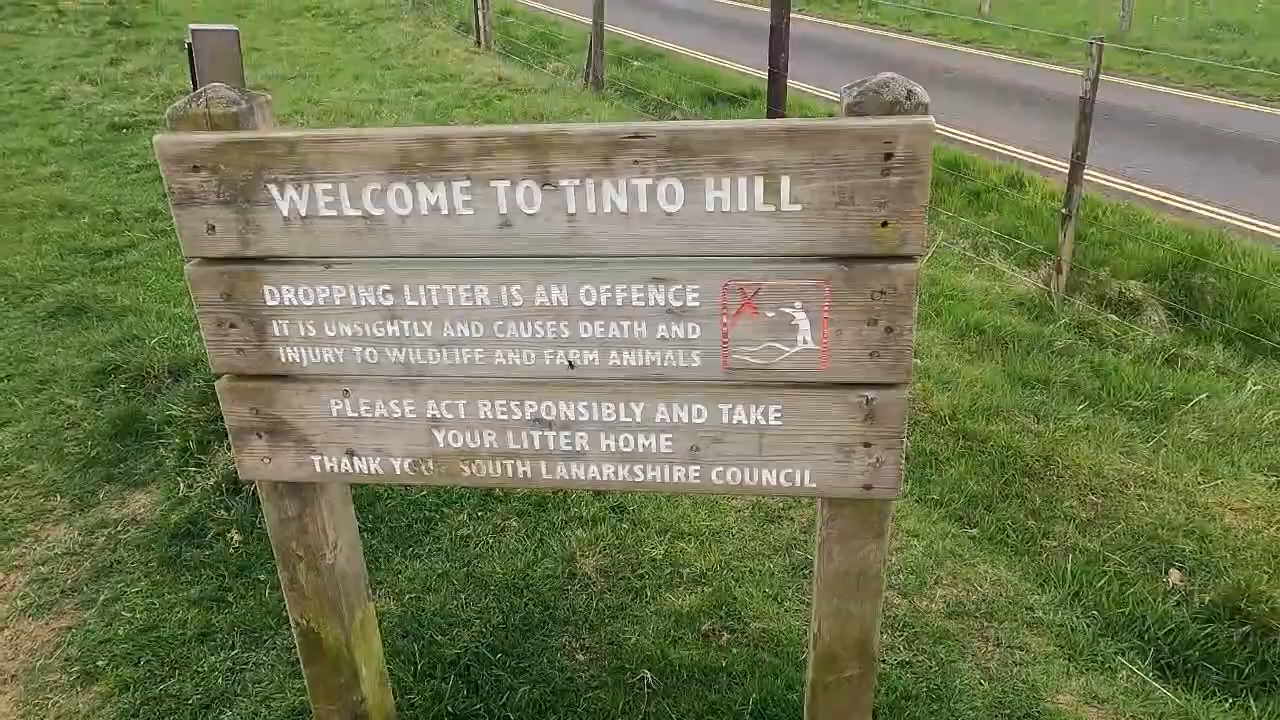 WELCOME TO TINTO HILL
DROPPING LITTER IS AN OFFENCE
IT IS UNSIGHTLY AND CAUSES DEATH AND
INJURY TO WILDLIFE AND FARM ANIMALS
PLEASE ACT RESPONSIBLY AND TAKE
YOUR LITTER HOME
THANK YOU SOUTH LANARKSHIRE COUNCIL